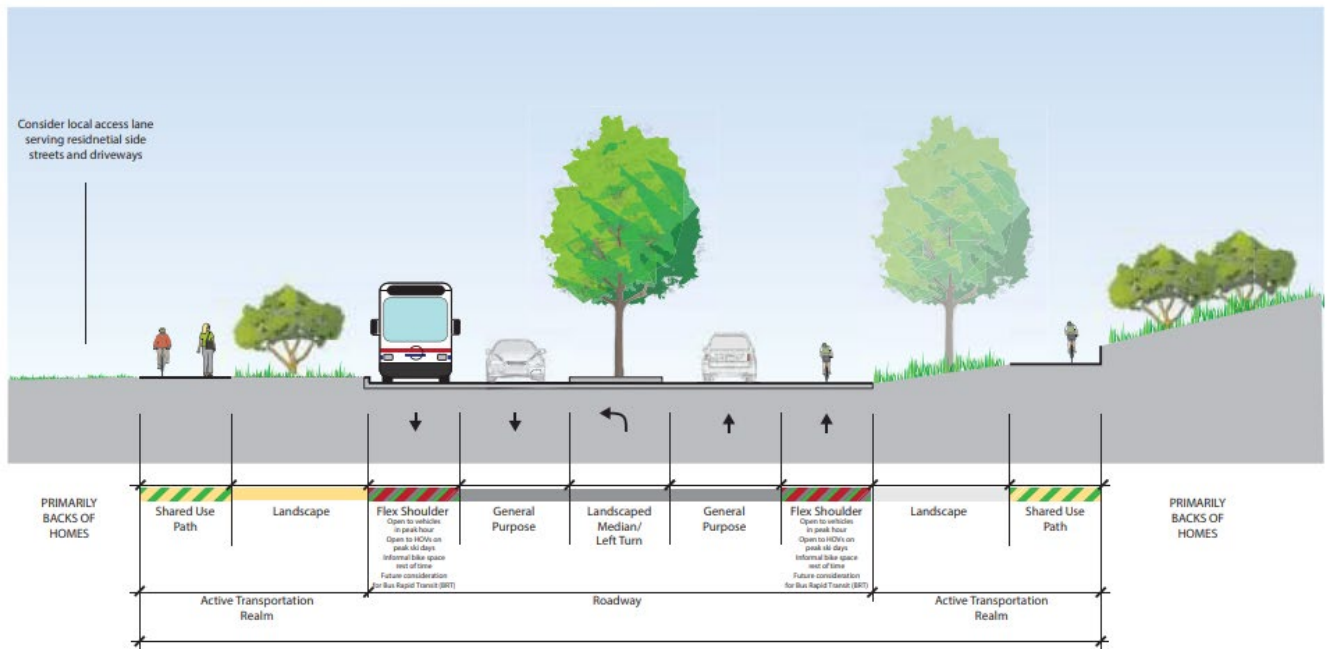 Consider local access lane
serving residnetial side
streets and driveways
PRIMARILY
BACKS OF
HOMES
Shared Use
Path
Landscape
Flex Shoulder
Open to vehicles
in peak hour
Open to HOVs on
peak ski days
Informal bike space
rest of time
Future consideration
for Bus Rapid Transit (BRT)
General
Purpose
Landscaped
Median/
Left Turn
General
Purpose
Flex Shoulder
Open to vehicles
in peak hour
Open to HOVs on
peak ski days
Informal bike space
rest of time
Future consideration
for Bus Rapid Transit (BRT)
Landscape
Shared Use
Path
PRIMARILY
BACKS OF
HOMES
Active Transportation
Realm
Roadway
Active Transportation
Realm